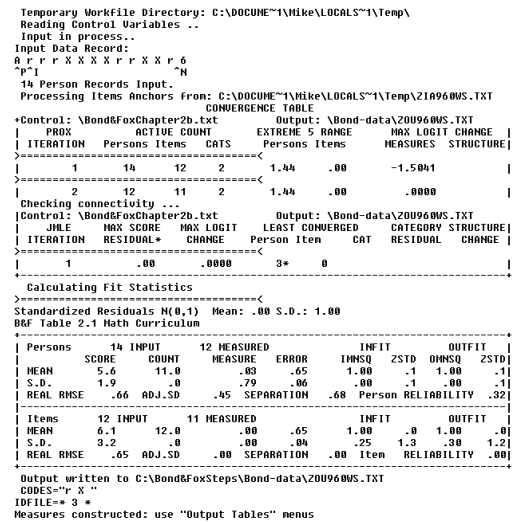 Temporary Workfile Directory: C:\DOCUME~1\Mike\LOCALS~1\Temp\
Reading Control Variables ..
Input in process..
Input Data Record:
A r r r X X X X r r X X r 6
^P^I ^N
14 Person Records Input.
Processing Items Anchors from: C:\DOCUME~1\Mike\LOCALS~1\Temp\ZIA960WS.TXT
CONVERGENCE TABLE
+Control: \Bond&FoxChapter2b.txt Output: \Bond-data\ZOU960WS.TXT
| PROX ACTIVE COUNT EXTREME 5 RANGE MAX LOGIT CHANGE |
| ITERATION Persons Items CATS Persons Items MEASURES STRUCTURE|
>=====================================<
| 1 14 12 2 1.44 .00 -1.5041 |
>=====================================<
| 2 12 11 2 1.44 .00 .0000 |
Checking connectivity ...
|Control: \Bond&FoxChapter2b.txt Output: \Bond-data\ZOU960WS.TXT
| JMLE MAX SCORE MAX LOGIT LEAST CONVERGED CATEGORY STRUCTURE|
| ITERATION RESIDUAL* CHANGE Person Item CAT RESIDUAL CHANGE |
>=====================================<
| 1 .00 .0000 3* 0 |
+----------------------------------------------------------------------------+
Calculating Fit Statistics
>=====================================<
Standardized Residuals N(0,1) Mean: .00 S.D.: 1.00
B&F Table 2.1 Math Curriculum
+----------------------------------------------------------------------------+
| Persons 14 INPUT 12 MEASURED INFIT OUTFIT |
| SCORE COUNT MEASURE ERROR IMNSQ ZSTD OMNSQ ZSTD|
| MEAN 5.6 11.0 .03 .65 1.00 .1 1.00 .1|
| S.D. 1.9 .0 .79 .06 .00 .1 .00 .1|
| REAL RMSE .66 ADJ.SD .45 SEPARATION .68 Person RELIABILITY .32|
|----------------------------------------------------------------------------|
| Items 12 INPUT 11 MEASURED INFIT OUTFIT |
| MEAN 6.1 12.0 .00 .65 1.00 .0 1.00 .0|
| S.D. 3.2 .0 .00 .04 .25 1.3 .30 1.2|
| REAL RMSE .65 ADJ.SD .00 SEPARATION .00 Item RELIABILITY .00|
+----------------------------------------------------------------------------+
Output written to C:\Bond&FoxSteps\Bond-data\ZOU960WS.TXT
CODES="r X "
IDFILE=* 3 *
Measures constructed: use "Output Tables" menus